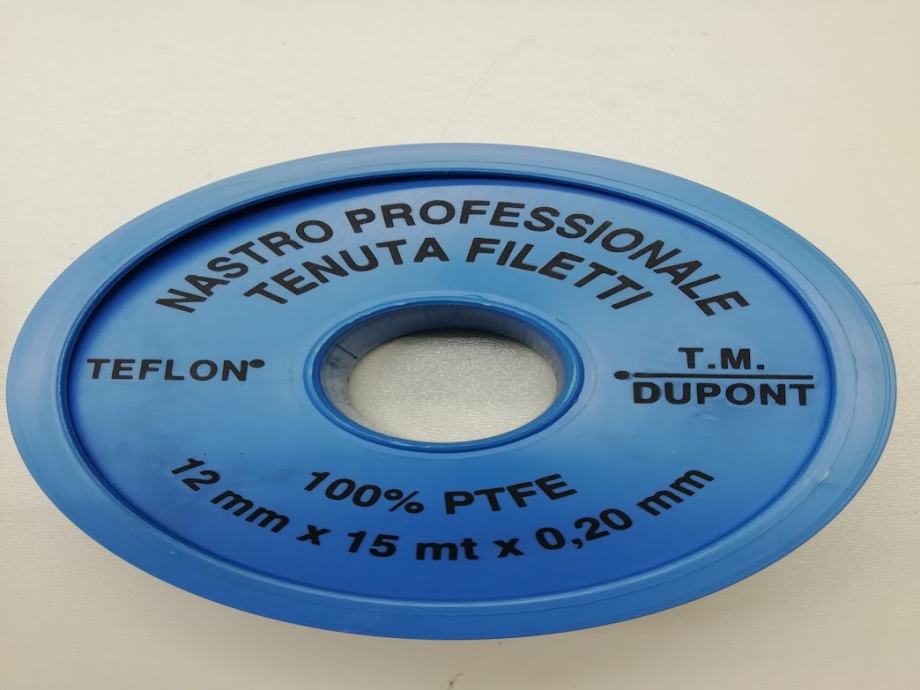 NASTRO PROFESSIONALE
TENUTA FILETTI
TEFLON®
T.M.
DUPONT
100% PTFE
12 mm x 15 mt x 0,20 mm